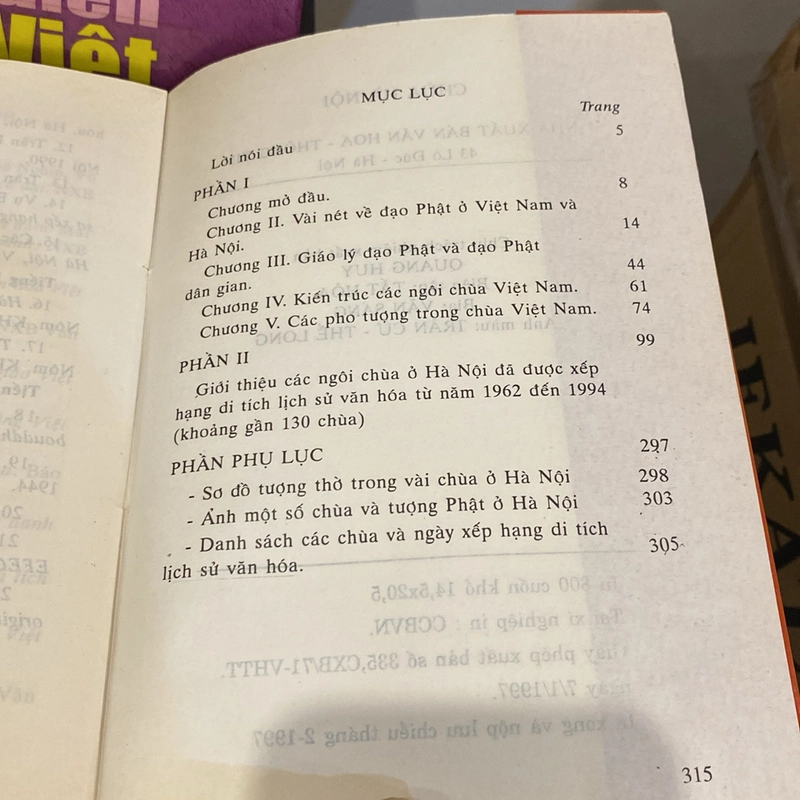 Việt
MỤC LỤC
Trang
Lời nói đầu 5
PHẦN I
Chương mở đầu. 8
Chương II. Vài nét về đạo Phật ở Việt Nam và
Hà Nội. 14
Chương III. Giáo lý đạo Phật và đạo Phật
dân gian. 44
Chương IV. Kiến trúc các ngôi chùa Việt Nam. 61
Chương V. Các pho tượng trong chùa Việt Nam. 74
PHẦN II 99
Giới thiệu các ngôi chùa ở Hà Nội đã được xếp
hạng di tích lịch sử văn hóa từ năm 1962 đến 1994
(khoảng gần 130 chùa)
PHẦN PHỤ LỤC 297
- Sơ đồ tượng thờ trong vài chùa ở Hà Nội 298
- Ảnh một số chùa và tượng Phật ở Hà Nội 303
- Danh sách các chùa và ngày xếp hạng di tích
lịch sử văn hóa. 305
315